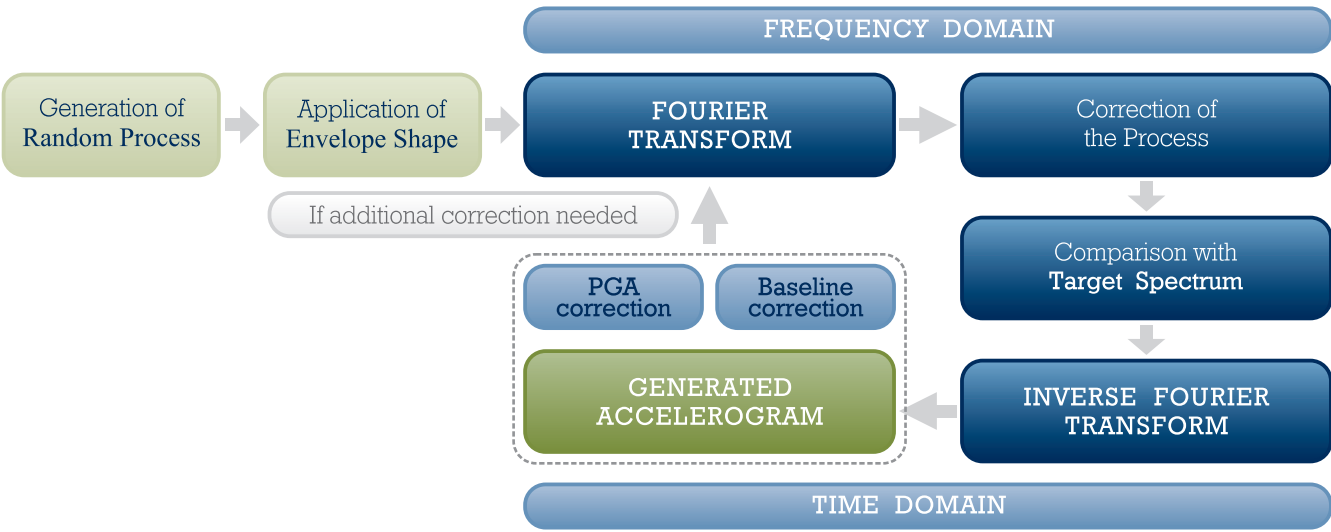 FREQUENCY DOMAIN
Generation of
Random Process
Application of
Envelope Shape
FOURIER
TRANSFORM
Correction of
the Process
If additional correction needed
Comparison with
Target Spectrum
PGA
correction
Baseline
correction
GENERATED
ACCELEROGRAM
INVERSE FOURIER
TRANSFORM
TIME DOMAIN